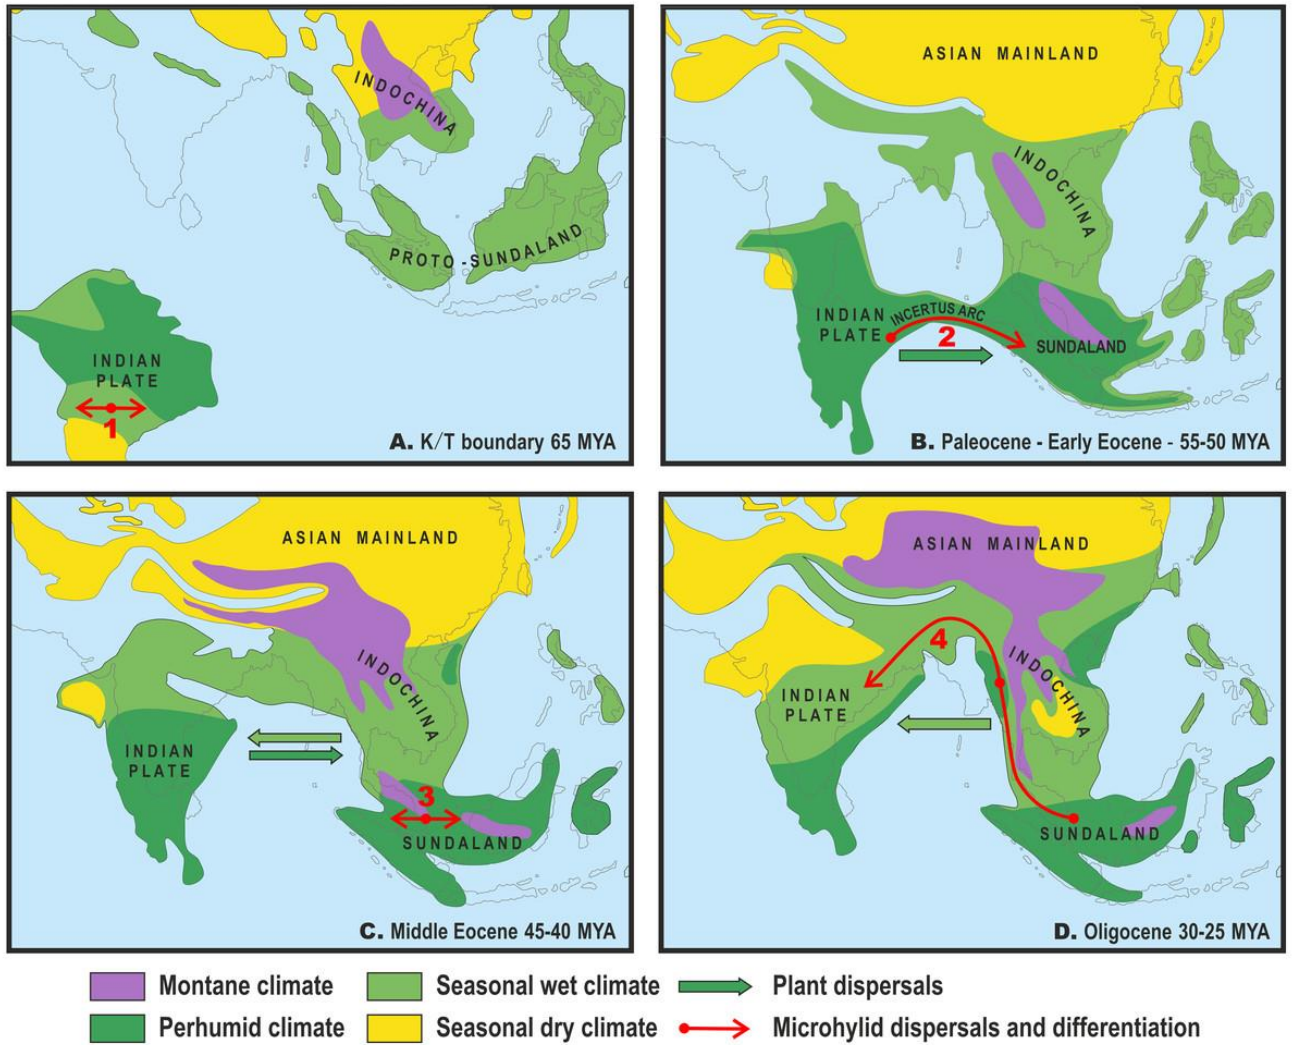 INDOCHINA
PROTO-SUNDALAND
INDIAN
PLATE
1
A. K/T boundary 65 MYA
ASIAN MAINLAND
INDOCHINA
INDIAN
PLATE
INCERTUS ARC
2
SUNDALAND
B. Paleocene - Early Eocene - 55-50 MYA
ASIAN MAINLAND
INDOCHINA
INDIAN
PLATE
3
SUNDALAND
C. Middle Eocene 45-40 MYA
ASIAN MAINLAND
4
INDOCHINA
INDIAN
PLATE
SUNDALAND
D. Oligocene 30-25 MYA
Montane climate
Seasonal wet climate
Plant dispersals
Perhumid climate
Seasonal dry climate
Microhylid dispersals and differentiation